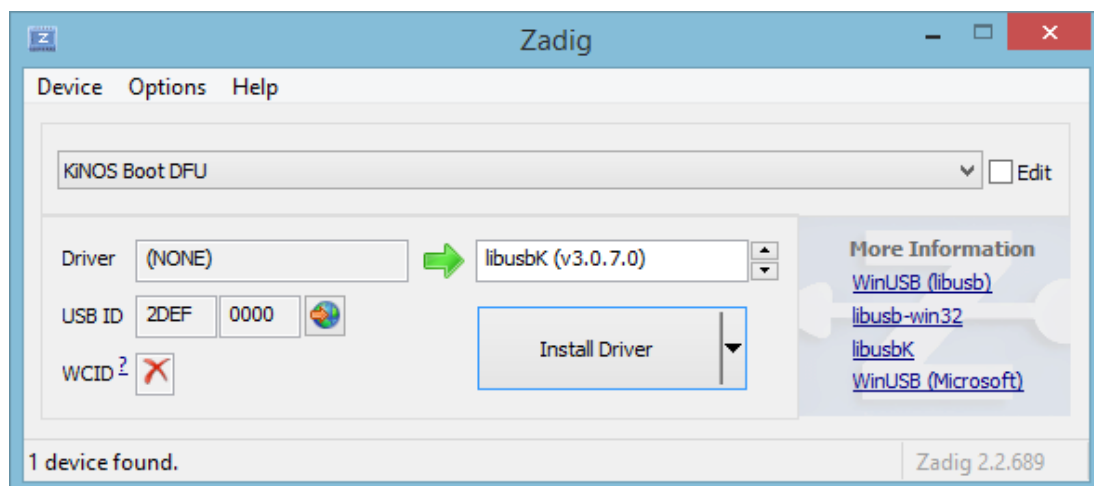 Zadig
Device Options Help
KiNOS Boot DFU
Edit
Driver (NONE) libusbK (v3.0.7.0)
USB ID 2DEF 0000
WCID ?
Install Driver
More Information
WinUSB (libusb)
libusb-win32
libusbK
WinUSB (Microsoft)
1 device found.
Zadig 2.2.689